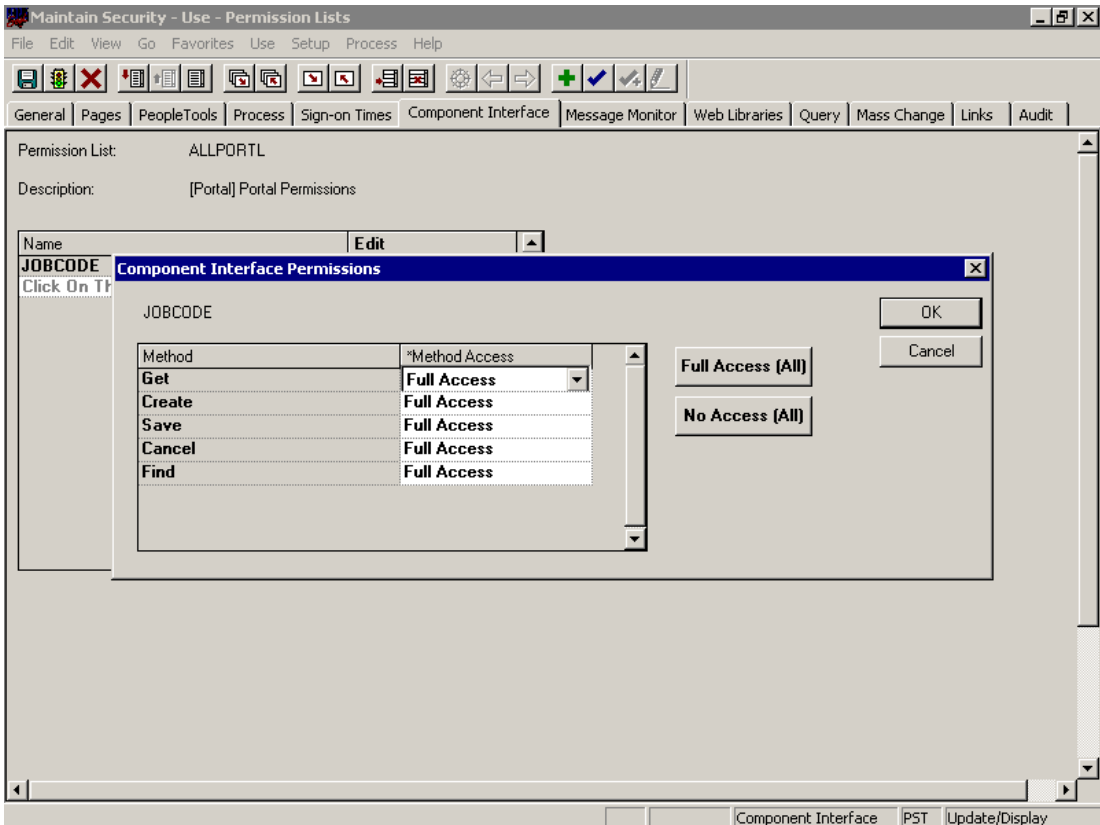 Maintain Security - Use - Permission Lists
File Edit View Go Favorites Use Setup Process Help
General Pages PeopleTools Process Sign-on Times Component Interface Message Monitor Web Libraries Query Mass Change Links Audit
Permission List: ALLPORTL
Description: [Portal] Portal Permissions
Name Edit
JOBCODE
Click On Th
Component Interface Permissions
JOBCODE
OK
Cancel
Method *Method Access
Get Full Access
Create Full Access
Save Full Access
Cancel Full Access
Find Full Access
Full Access (All)
No Access (All)
Component Interface PST Update/Display